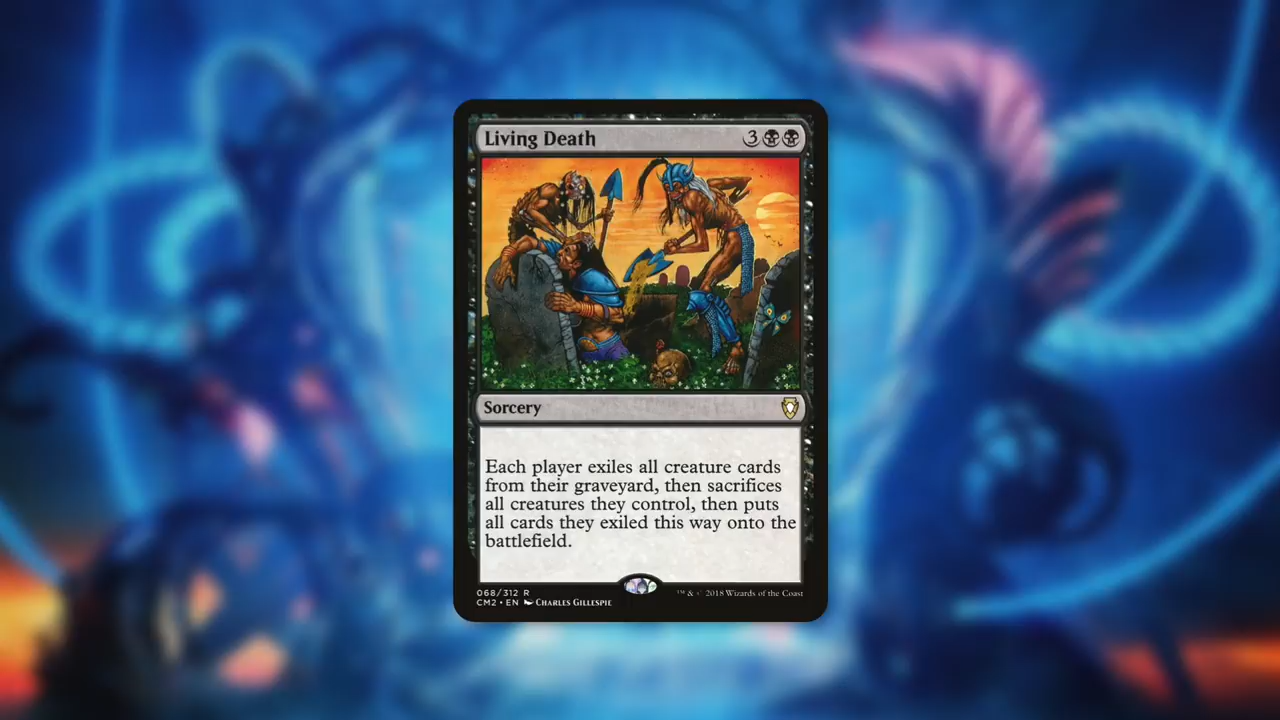 Living Death 3
Sorcery
Each player exiles all creature cards
from their graveyard, then sacrifices
all creatures they control, then puts
all cards they exiled this way onto the
battlefield.
068/312 R
CM2 • EN Charles Gillespie
™ & © 2018 Wizards of the Coast